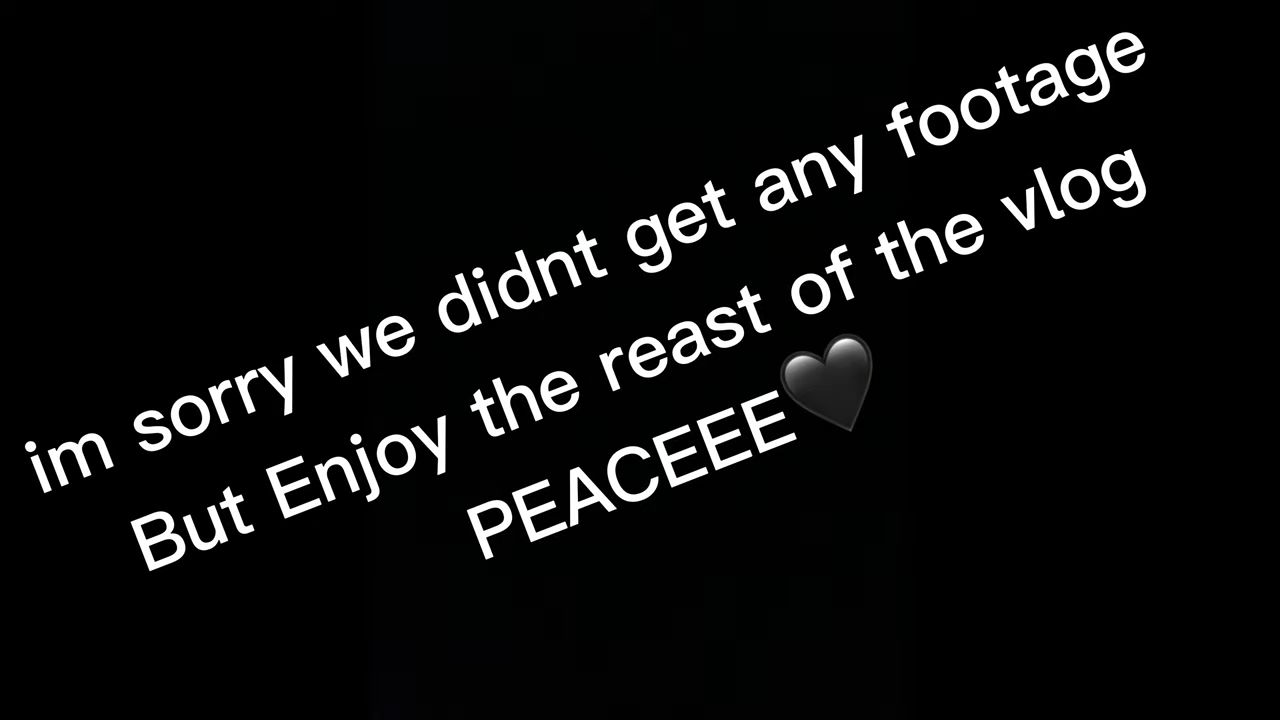 im sorry we didnt get any footage
But Enjoy the reast of the vlog
PEACEEE🖤